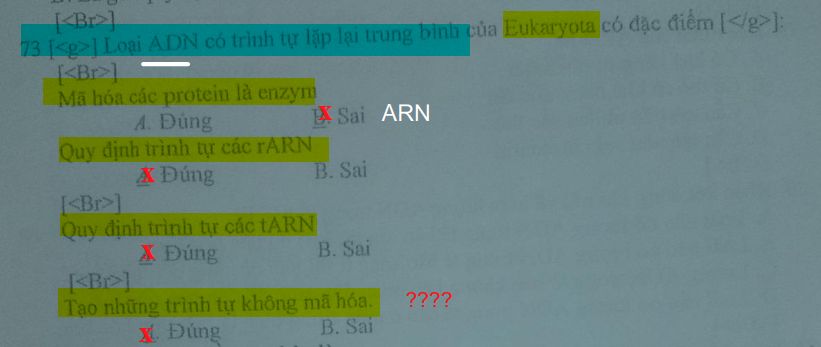 [<Br>]
73 [<g>] Loại ADN có trình tự lặp lại trung bình của Eukaryota có đặc điểm [</g>]:
[<Br>]
Mã hóa các protein là enzym
A. Đúng X B. Sai ARN
Quy định trình tự các rARN
X Đúng B. Sai
[<Br>]
Quy định trình tự các tARN
X Đúng B. Sai
[<Br>]
Tạo những trình tự không mã hóa. ????
X Đúng B. Sai